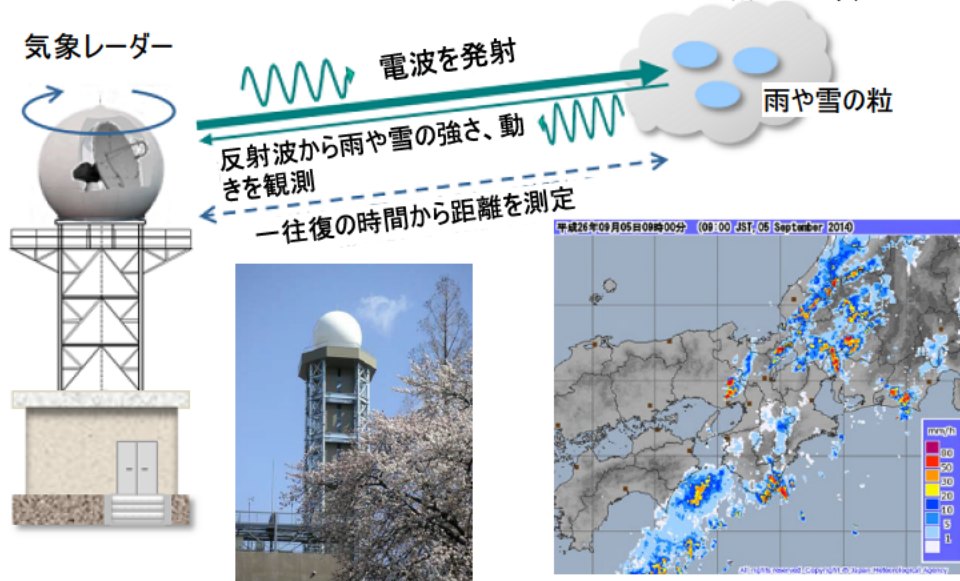 気象レーダー
電波を発射
雨や雪の粒
反射波から雨や雪の強さ、動
きを観測
一往復の時間から距離を測定
平成26年09月05日09時00分 (09:00 JST, 05 September 2014)
mm/h
80
50
30
20
10
5
1
All rights reserved. Copyright © Japan Meteorological Agency